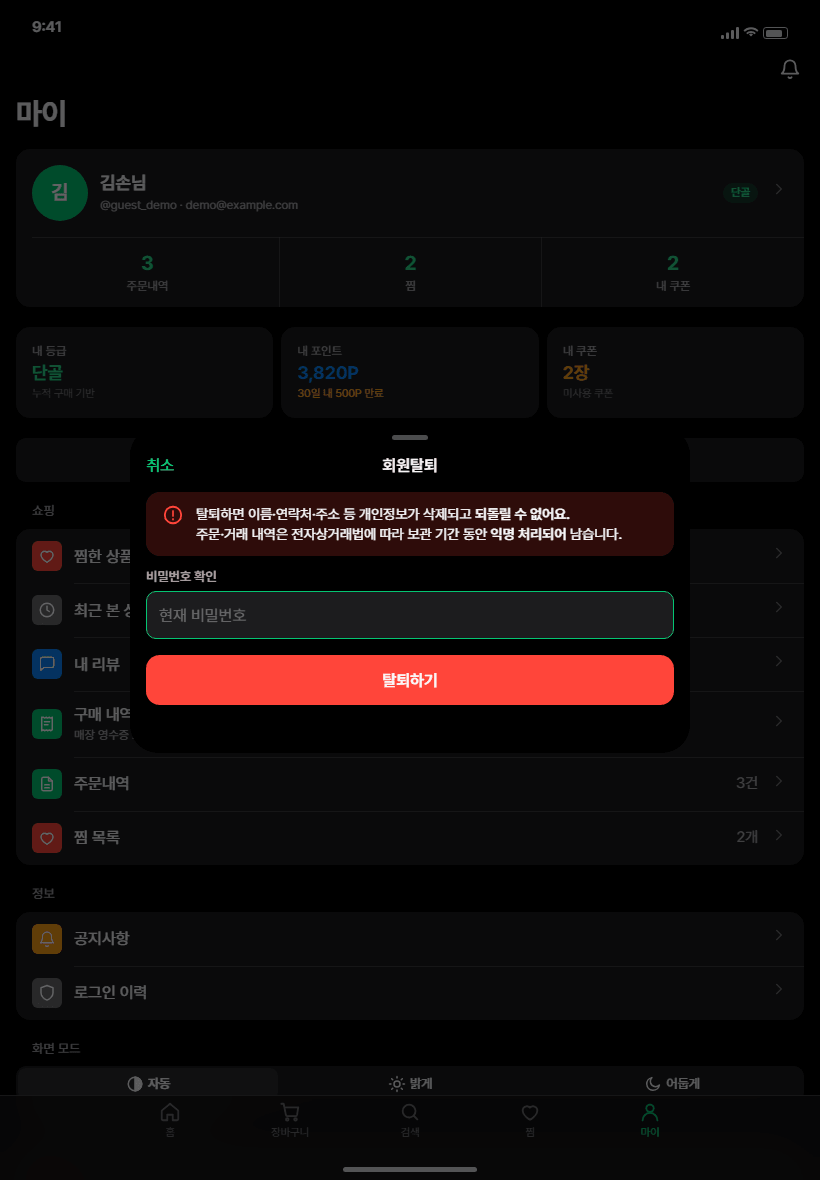 9:41
마이
김
김손님
@guest_demo · demo@example.com
단골
3
주문내역
2
찜
2
내 쿠폰
내 등급
단골
누적 구매 기반
내 포인트
3,820P
30일 내 500P 만료
내 쿠폰
2장
미사용 쿠폰
취소
회원탈퇴
탈퇴하면 이름·연락처·주소 등 개인정보가 삭제되고 되돌릴 수 없어요.
주문·거래 내역은 전자상거래법에 따라 보관 기간 동안 익명 처리되어 남습니다.
비밀번호 확인
현재 비밀번호
탈퇴하기
쇼핑
찜한 상품
최근 본
내 리뷰
구매 내역
매장 영수증
주문내역
3건
찜 목록
2개
정보
공지사항
로그인 이력
화면 모드
자동
밝게
어둡게
홈
장바구니
검색
찜
마이